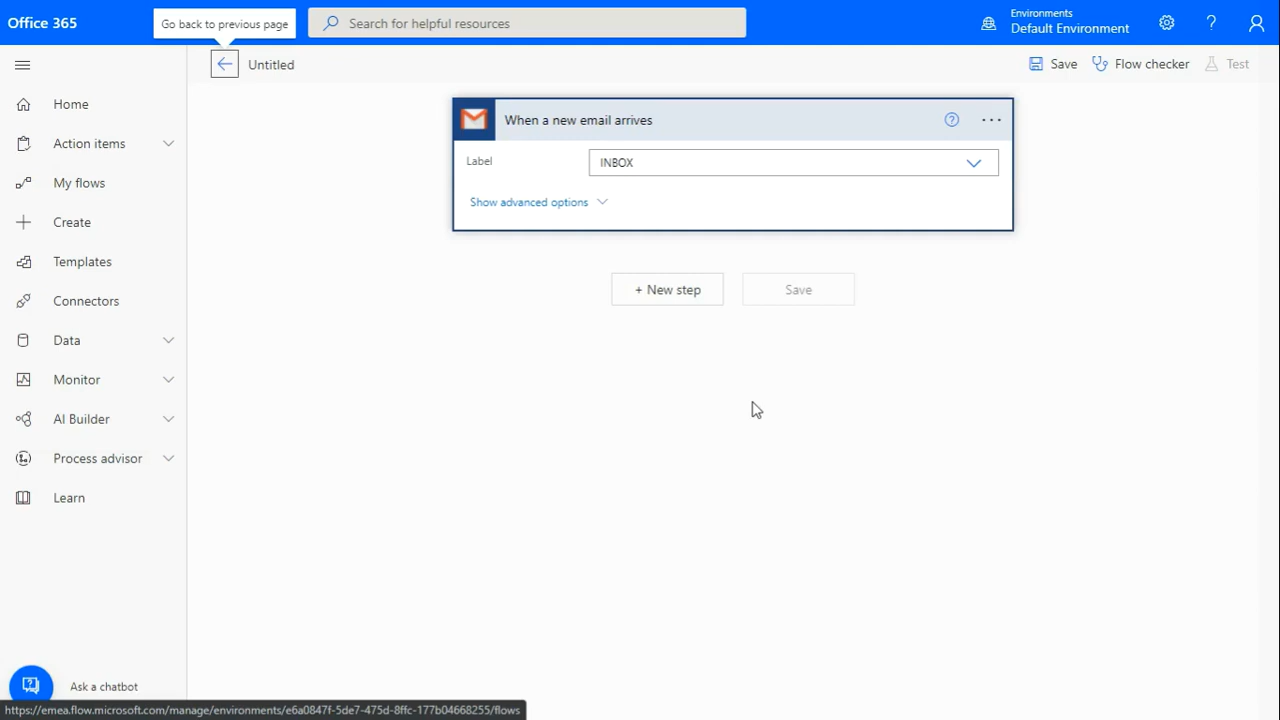 Office 365
Go back to previous page
Search for helpful resources
Environments
Default Environment
Untitled
Save
Flow checker
Test
Home
Action items
My flows
Create
Templates
Connectors
Data
Monitor
AI Builder
Process advisor
Learn
When a new email arrives
Label
INBOX
Show advanced options
+ New step
Save
Ask a chatbot
https://emea.flow.microsoft.com/manage/environments/e6a0847f-5de7-475d-8ffc-177b04668255/flows